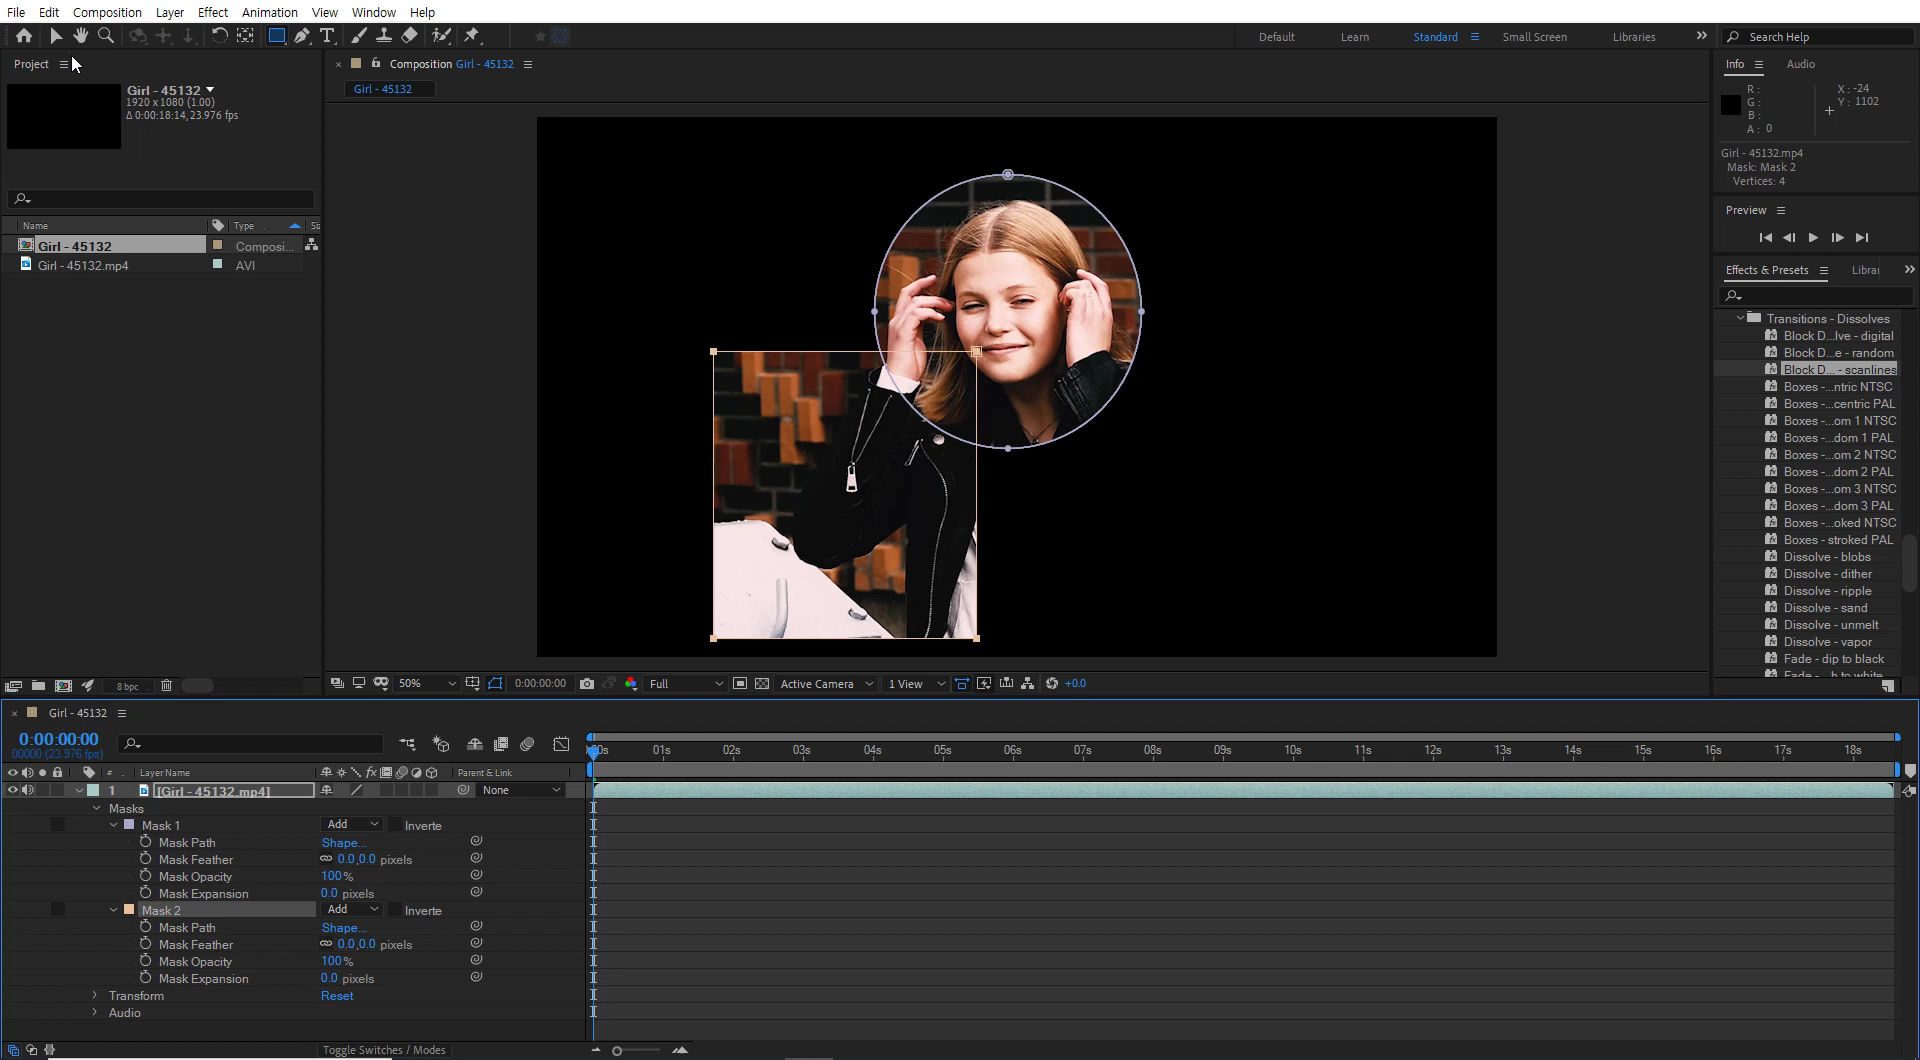 File Edit Composition Layer Effect Animation View Window Help
Default Learn Standard Small Screen Libraries Search Help
Project
Girl - 45132
1920 x 1080 (1.00)
Δ 0:00:18:14, 23.976 fps
Name Type Siz
Girl - 45132 Composi...
Girl - 45132.mp4 AVI
8 bpc
Composition Girl - 45132
Girl - 45132
50% 0:00:00:00 Full Active Camera 1 View +0.0
Info Audio
R : X : -24
G : Y : 1102
B :
A : 0
Girl - 45132.mp4
Mask: Mask 2
Vertices: 4
Preview
Effects & Presets Librar
Transitions - Dissolves
Block D...lve - digital
Block D...e - random
Block D... - scanlines
Boxes -...ntric NTSC
Boxes -...centric PAL
Boxes -...om 1 NTSC
Boxes -...dom 1 PAL
Boxes -...om 2 NTSC
Boxes -...dom 2 PAL
Boxes -...om 3 NTSC
Boxes -...dom 3 PAL
Boxes -...oked NTSC
Boxes - stroked PAL
Dissolve - blobs
Dissolve - dither
Dissolve - ripple
Dissolve - sand
Dissolve - unmelt
Dissolve - vapor
Fade - dip to black
Fade -...h to white
Girl - 45132
0:00:00:00
00000 (23.976 fps)
00s 01s 02s 03s 04s 05s 06s 07s 08s 09s 10s 11s 12s 13s 14s 15s 16s 17s 18s
# Layer Name fx Parent & Link
1 [Girl - 45132.mp4] None
Masks
Mask 1 Add Inverte
Mask Path Shape...
Mask Feather 0.0,0.0 pixels
Mask Opacity 100%
Mask Expansion 0.0 pixels
Mask 2 Add Inverte
Mask Path Shape...
Mask Feather 0.0,0.0 pixels
Mask Opacity 100%
Mask Expansion 0.0 pixels
Transform Reset
Audio
Toggle Switches / Modes